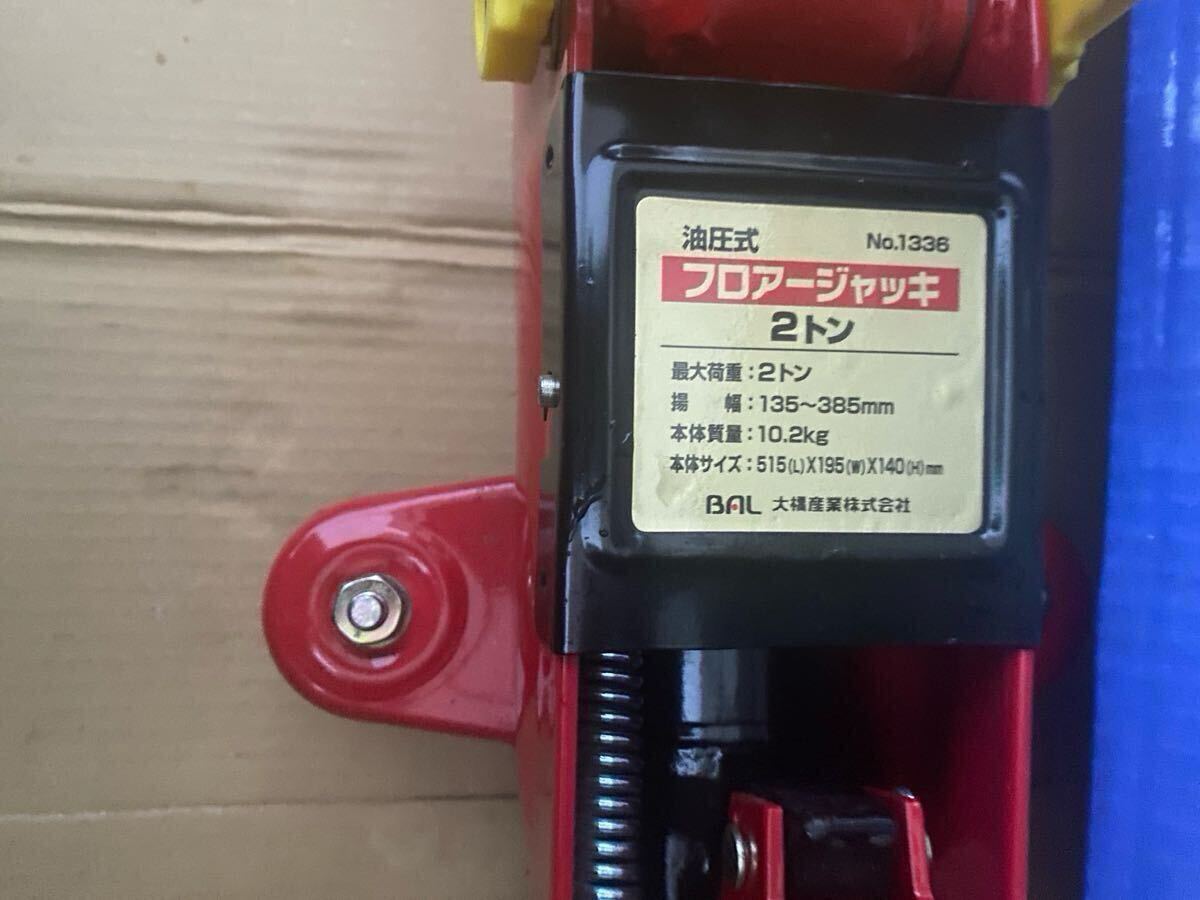 油圧式 No.1336
フロアージャッキ
2トン
最大荷重：2トン
揚 幅：135～385mm
本体質量：10.2kg
本体サイズ：515(L)X195(W)X140(H)mm
BAL 大橋産業株式会社